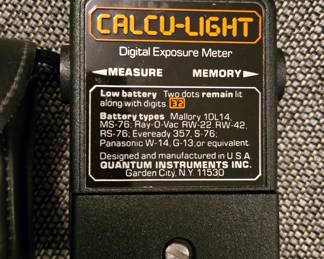 CALCU-LIGHT
Digital Exposure Meter
◄MEASURE MEMORY►
Low battery Two dots remain lit
along with digits 32
Battery types Mallory 10L14,
MS-76, Ray-O-Vac RW-22 RW-42,
RS-76, Eveready 357, S-76,
Panasonic W-14, G-13, or equivalent.
Designed and manufactured in U.S.A.
QUANTUM INSTRUMENTS INC.
Garden City, N.Y. 11530